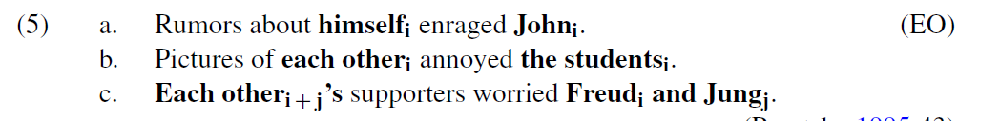 (5) a. Rumors about himselfᵢ enraged Johnᵢ. (EO)
b. Pictures of each otherᵢ annoyed the studentsᵢ.
c. Each otherᵢ₊ⱼ’s supporters worried Freudᵢ and Jungⱼ.